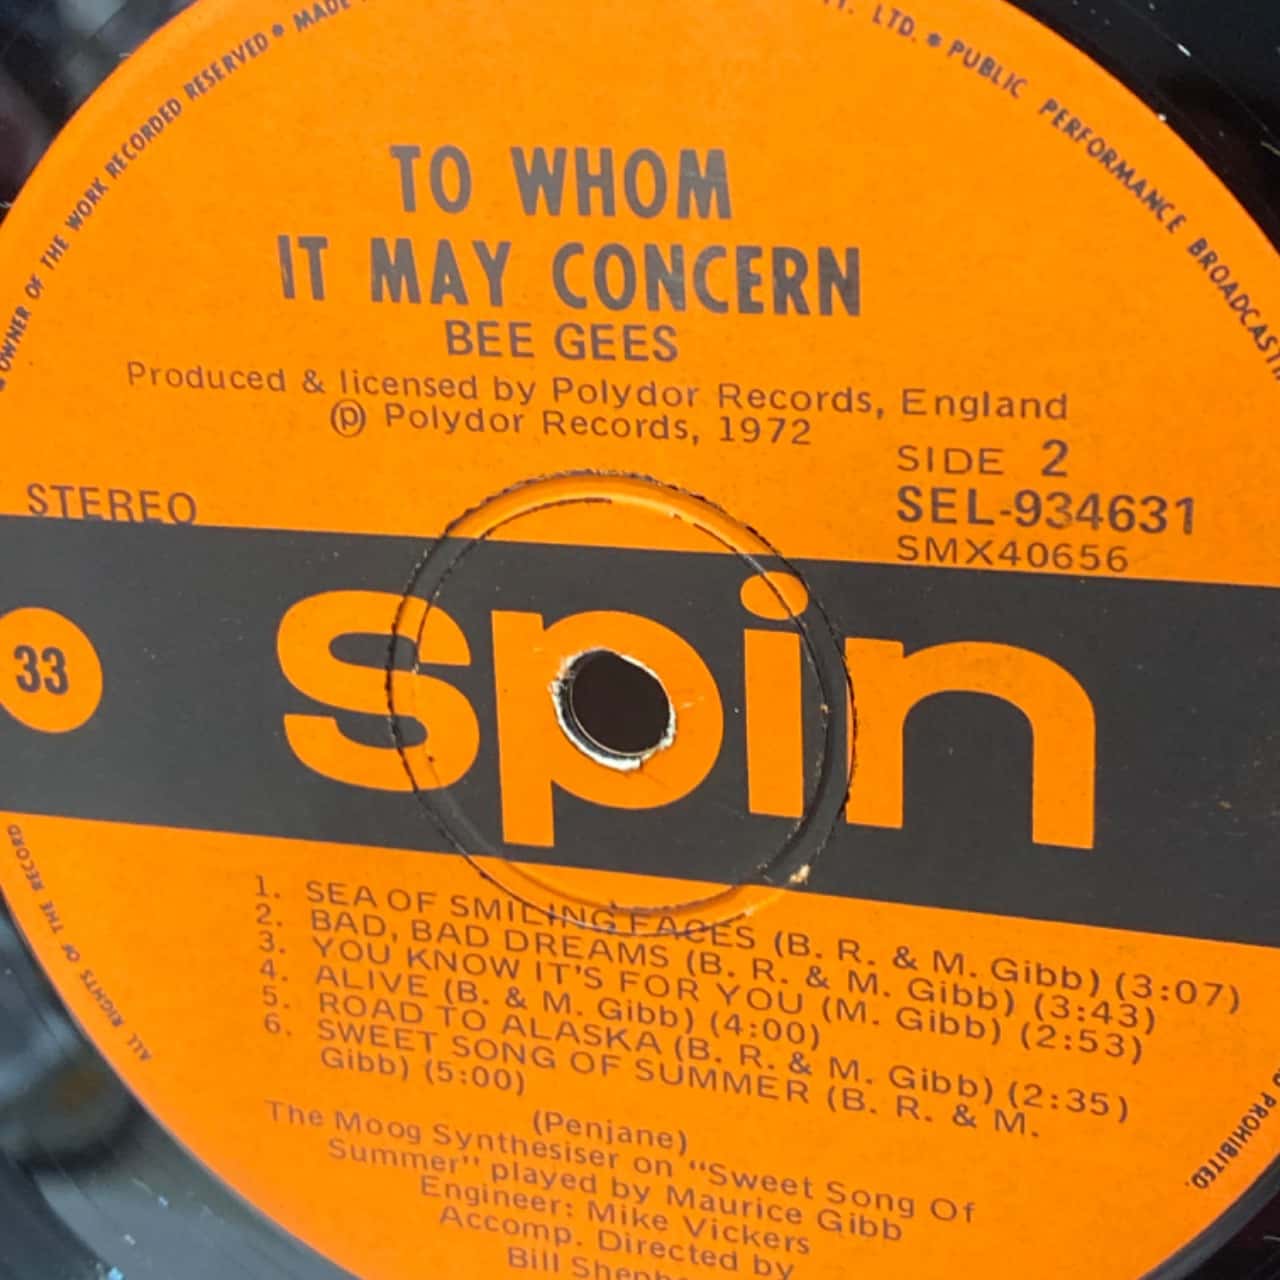 OWNER OF THE WORK RECORDED RESERVED • MADE
LTD. • PUBLIC PERFORMANCE BROADCASTIN
TO WHOM
IT MAY CONCERN
BEE GEES
Produced & licensed by Polydor Records, England
Ⓟ Polydor Records, 1972
SIDE 2
STEREO
SEL-934631
SMX40656
33
spin
1. SEA OF SMILING FACES (B. R. & M. Gibb) (3:07)
2. BAD, BAD DREAMS (B. R. & M. Gibb) (3:43)
3. YOU KNOW IT'S FOR YOU (M. Gibb) (2:53)
4. ALIVE (B. & M. Gibb) (4:00)
5. ROAD TO ALASKA (B. R. & M. Gibb) (2:35)
6. SWEET SONG OF SUMMER (B. R. & M.
Gibb) (5:00)
(Penjane)
The Moog Synthesiser on "Sweet Song Of
Summer" played by Maurice Gibb
Engineer: Mike Vickers
Accomp. Directed by
Bill Sheph
ALL RIGHTS OF THE RECORD
PROHIBITED.